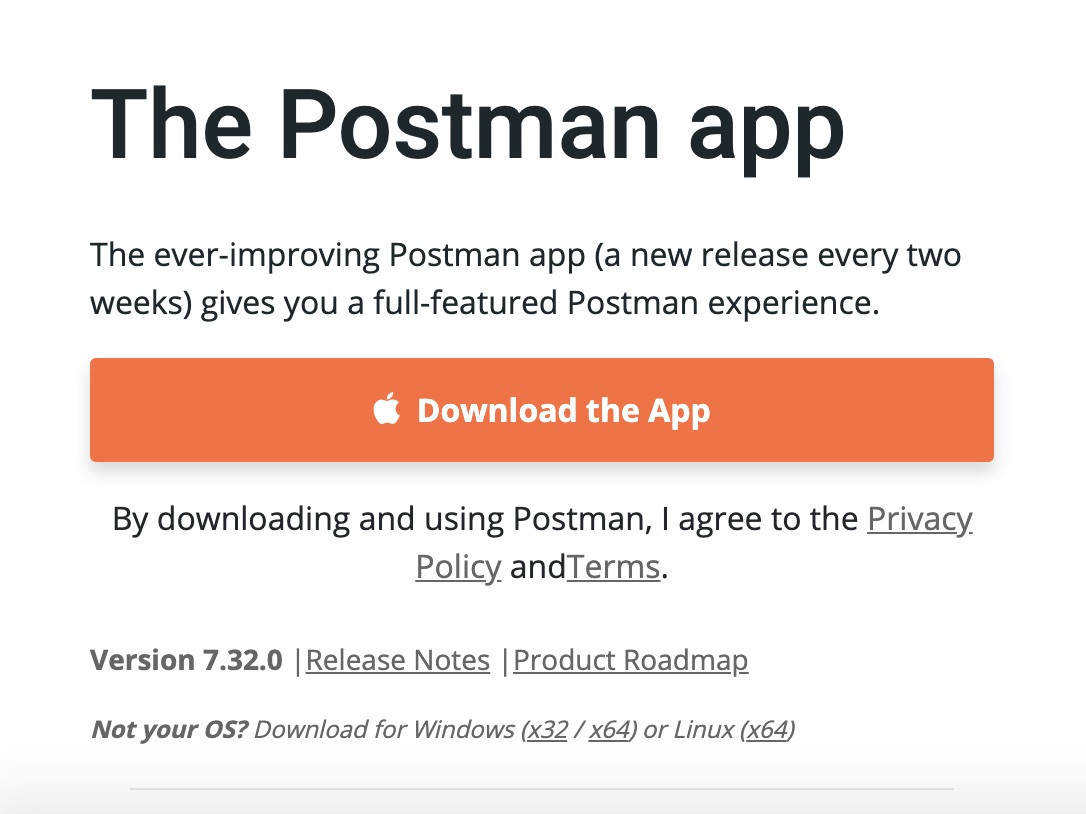 The Postman app
The ever-improving Postman app (a new release every two
weeks) gives you a full-featured Postman experience.
Download the App
By downloading and using Postman, I agree to the Privacy
Policy andTerms.
Version 7.32.0 |Release Notes |Product Roadmap
Not your OS? Download for Windows (x32 / x64) or Linux (x64)